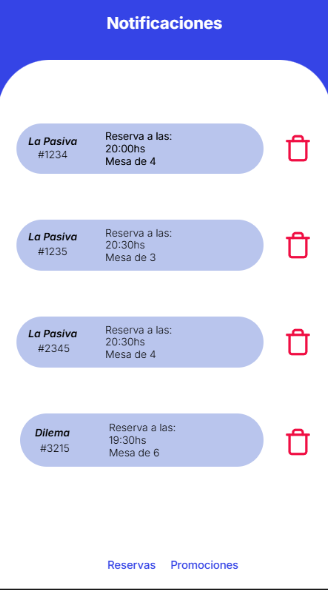 Notificaciones
La Pasiva
#1234
Reserva a las:
20:00hs
Mesa de 4
La Pasiva
#1235
Reserva a las:
20:30hs
Mesa de 3
La Pasiva
#2345
Reserva a las:
20:30hs
Mesa de 4
Dilema
#3215
Reserva a las:
19:30hs
Mesa de 6
Reservas Promociones